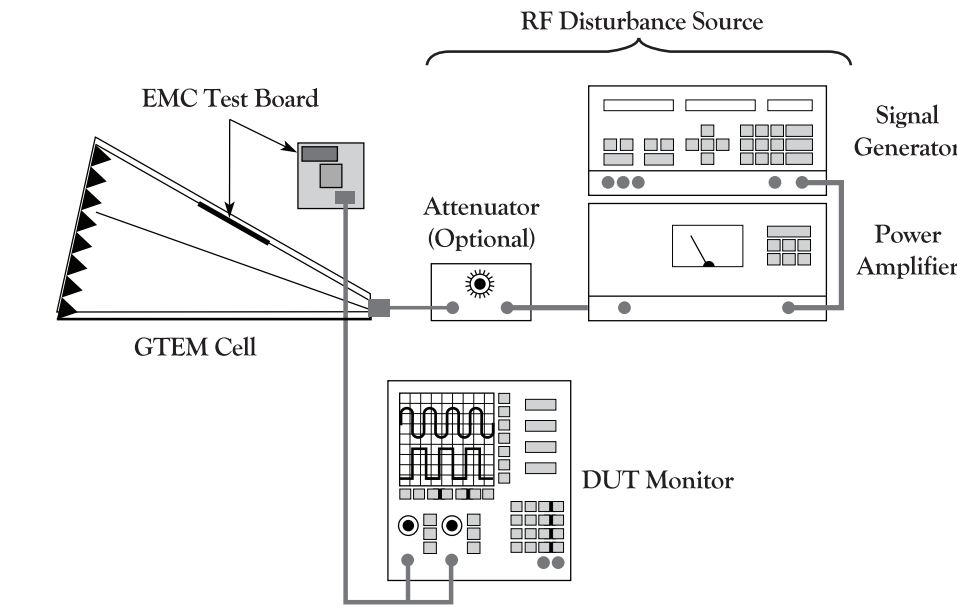 RF Disturbance Source
EMC Test Board
Signal
Generator
Attenuator
(Optional)
Power
Amplifier
GTEM Cell
DUT Monitor